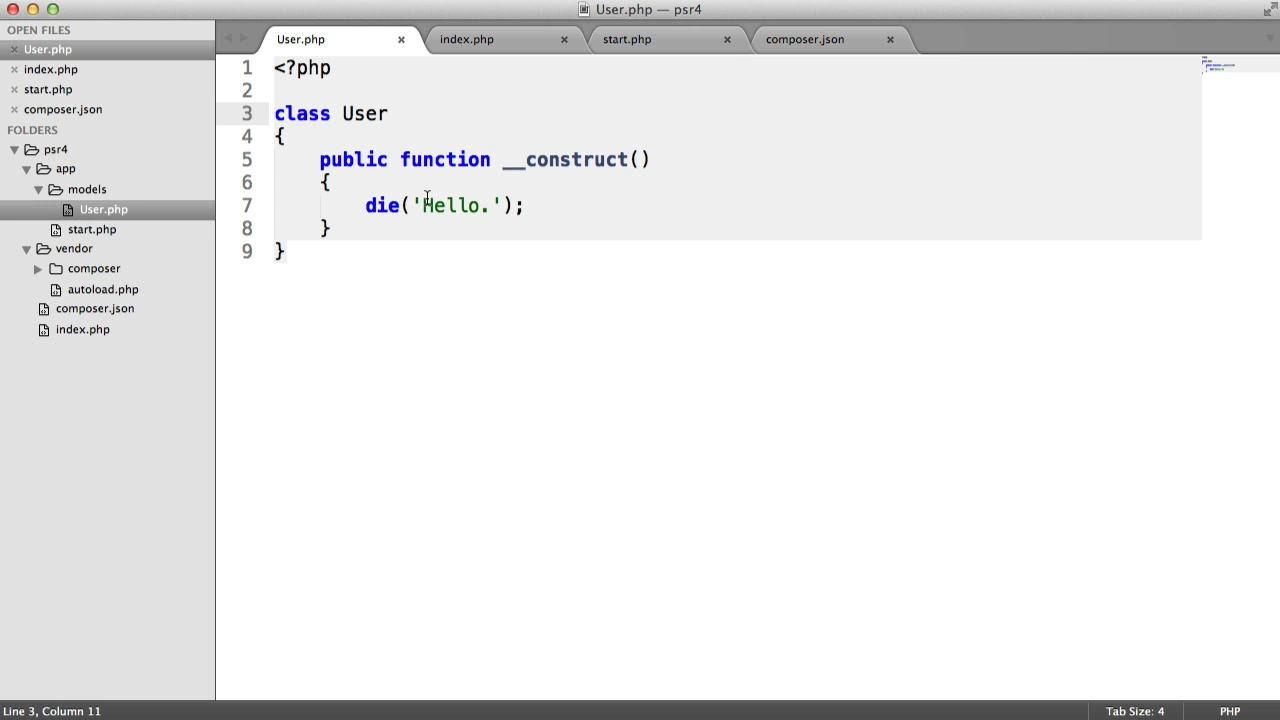 User.php — psr4
OPEN FILES
User.php
index.php
start.php
composer.json
FOLDERS
psr4
app
models
User.php
start.php
vendor
composer
autoload.php
composer.json
index.php
User.php
index.php
start.php
composer.json
1 <?php
2
3 class User
4 {
5 public function __construct()
6 {
7 die('Hello.');
8 }
9 }
Line 3, Column 11
Tab Size: 4
PHP